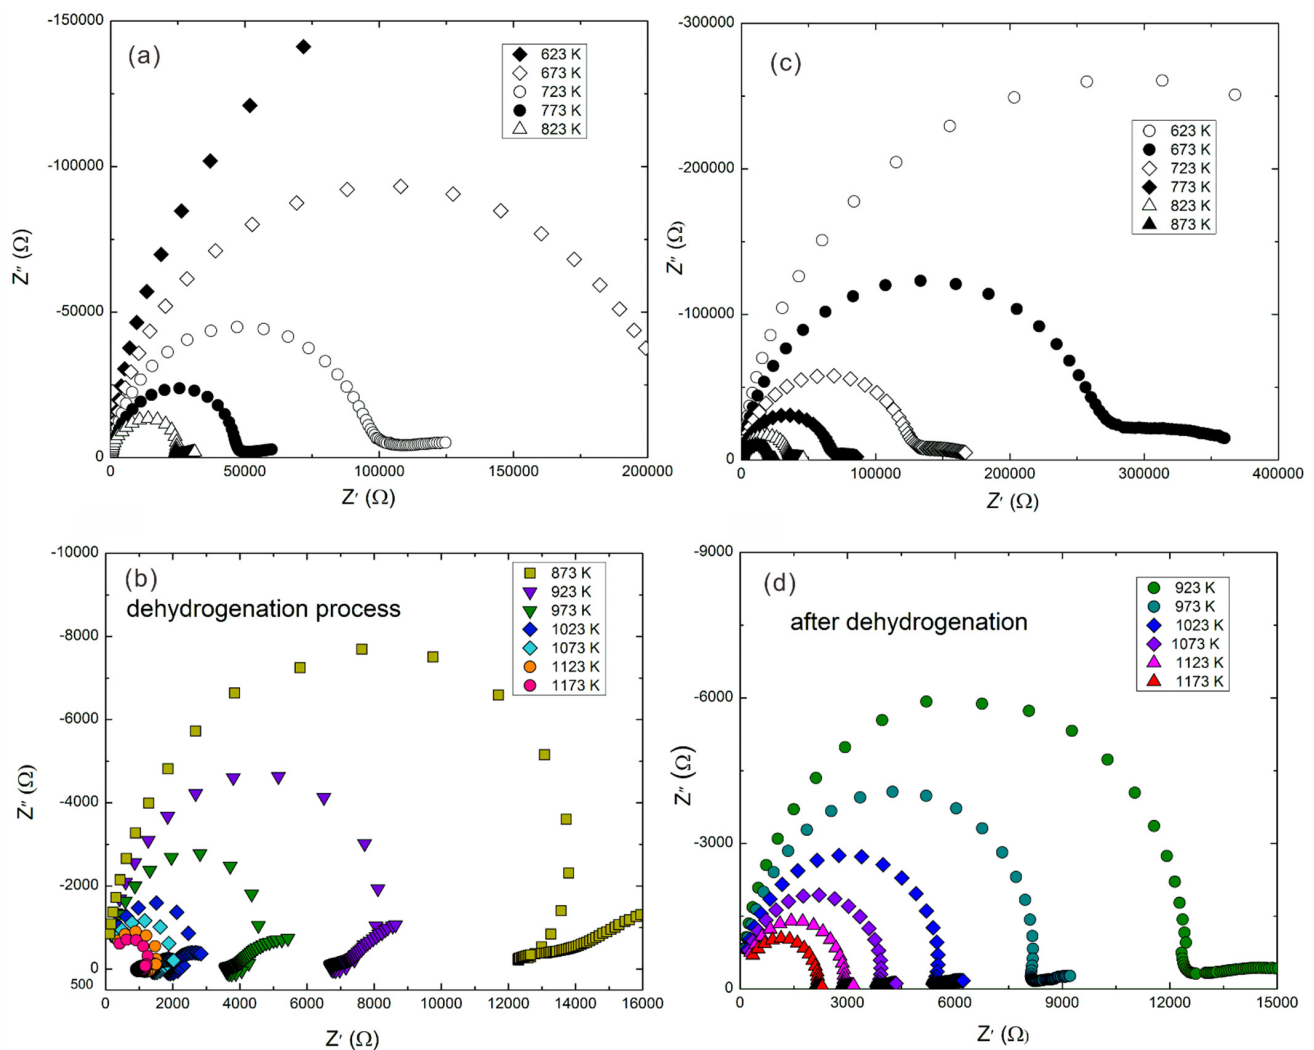 (a)
-150000
-100000
-50000
0
0
50000
100000
150000
200000
Z″ (Ω)
Z′ (Ω)
623 K
673 K
723 K
773 K
823 K
(c)
-300000
-200000
-100000
0
0
100000
200000
300000
400000
Z″ (Ω)
Z′ (Ω)
623 K
673 K
723 K
773 K
823 K
873 K
(b)
dehydrogenation process
-10000
-8000
-6000
-4000
-2000
0
500
0
2000
4000
6000
8000
10000
12000
14000
16000
Z″ (Ω)
Z′ (Ω)
873 K
923 K
973 K
1023 K
1073 K
1123 K
1173 K
(d)
after dehydrogenation
-9000
-6000
-3000
0
0
3000
6000
9000
12000
15000
Z″ (Ω)
Z′ (Ω)
923 K
973 K
1023 K
1073 K
1123 K
1173 K